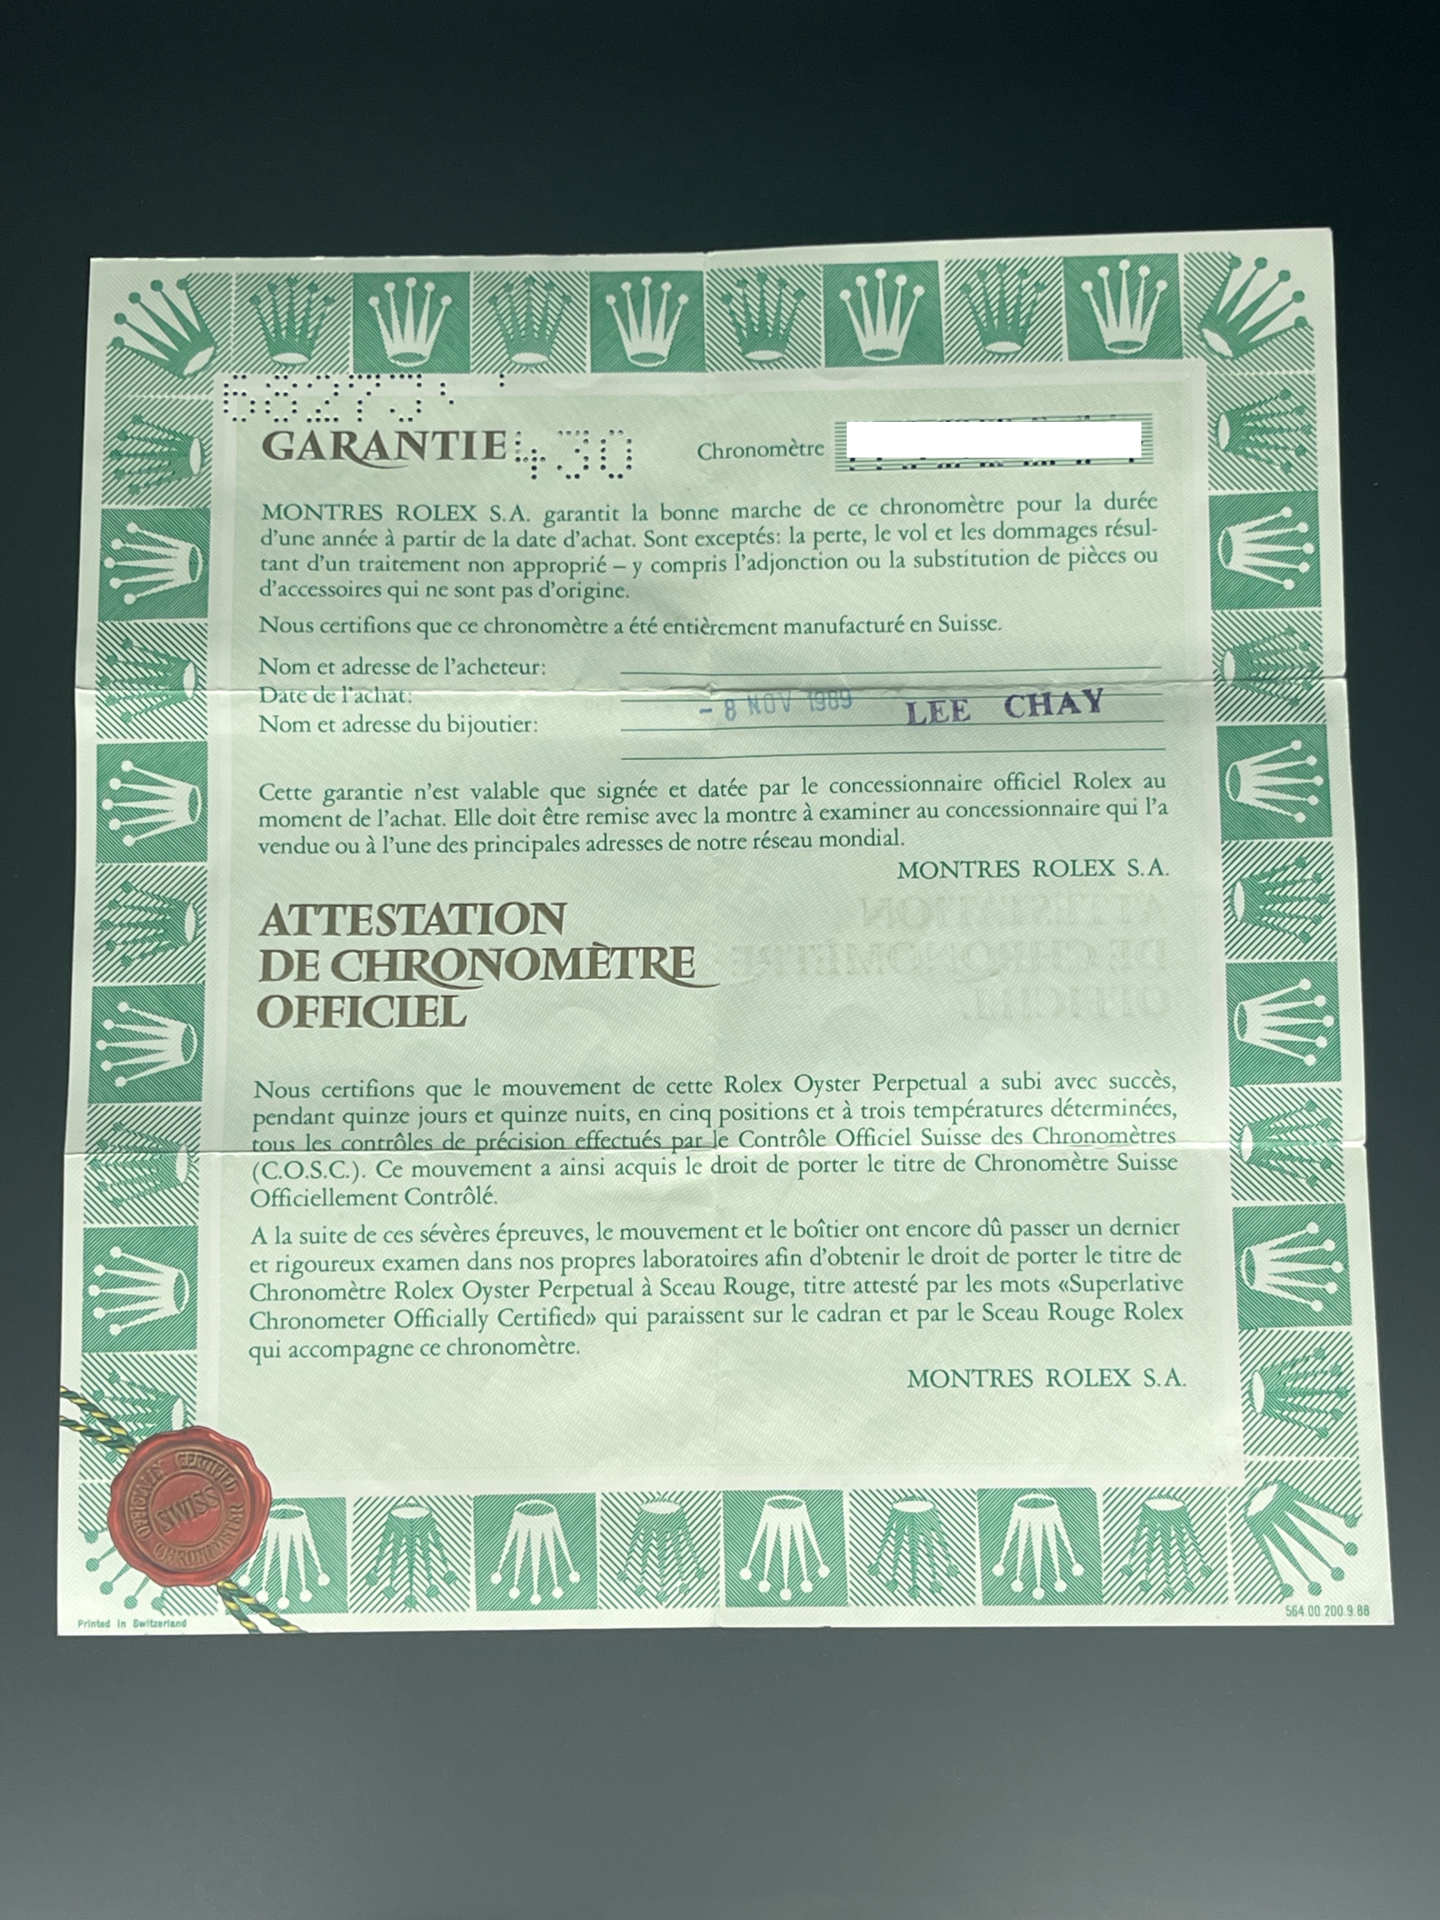 68273
GARANTIE 430 Chronomètre
MONTRES ROLEX S.A. garantit la bonne marche de ce chronomètre pour la durée
d'une année à partir de la date d'achat. Sont exceptés: la perte, le vol et les dommages résul-
tant d'un traitement non approprié – y compris l'adjonction ou la substitution de pièces ou
d'accessoires qui ne sont pas d'origine.
Nous certifions que ce chronomètre a été entièrement manufacturé en Suisse.
Nom et adresse de l'acheteur:
Date de l'achat: - 8 NOV 1989 LEE CHAY
Nom et adresse du bijoutier:
Cette garantie n'est valable que signée et datée par le concessionnaire officiel Rolex au
moment de l'achat. Elle doit être remise avec la montre à examiner au concessionnaire qui l'a
vendue ou à l'une des principales adresses de notre réseau mondial.
MONTRES ROLEX S.A.
ATTESTATION
DE CHRONOMÈTRE
OFFICIEL
Nous certifions que le mouvement de cette Rolex Oyster Perpetual a subi avec succès,
pendant quinze jours et quinze nuits, en cinq positions et à trois températures déterminées,
tous les contrôles de précision effectués par le Contrôle Officiel Suisse des Chronomètres
(C.O.S.C.). Ce mouvement a ainsi acquis le droit de porter le titre de Chronomètre Suisse
Officiellement Contrôlé.
A la suite de ces sévères épreuves, le mouvement et le boîtier ont encore dû passer un dernier
et rigoureux examen dans nos propres laboratoires afin d'obtenir le droit de porter le titre de
Chronomètre Rolex Oyster Perpetual à Sceau Rouge, titre attesté par les mots «Superlative
Chronometer Officially Certified» qui paraissent sur le cadran et par le Sceau Rouge Rolex
qui accompagne ce chronomètre.
MONTRES ROLEX S.A.
OFFICIALLY CERTIFIED
SWISS
CHRONOMETER
Printed in Switzerland
564.00.200.9.88